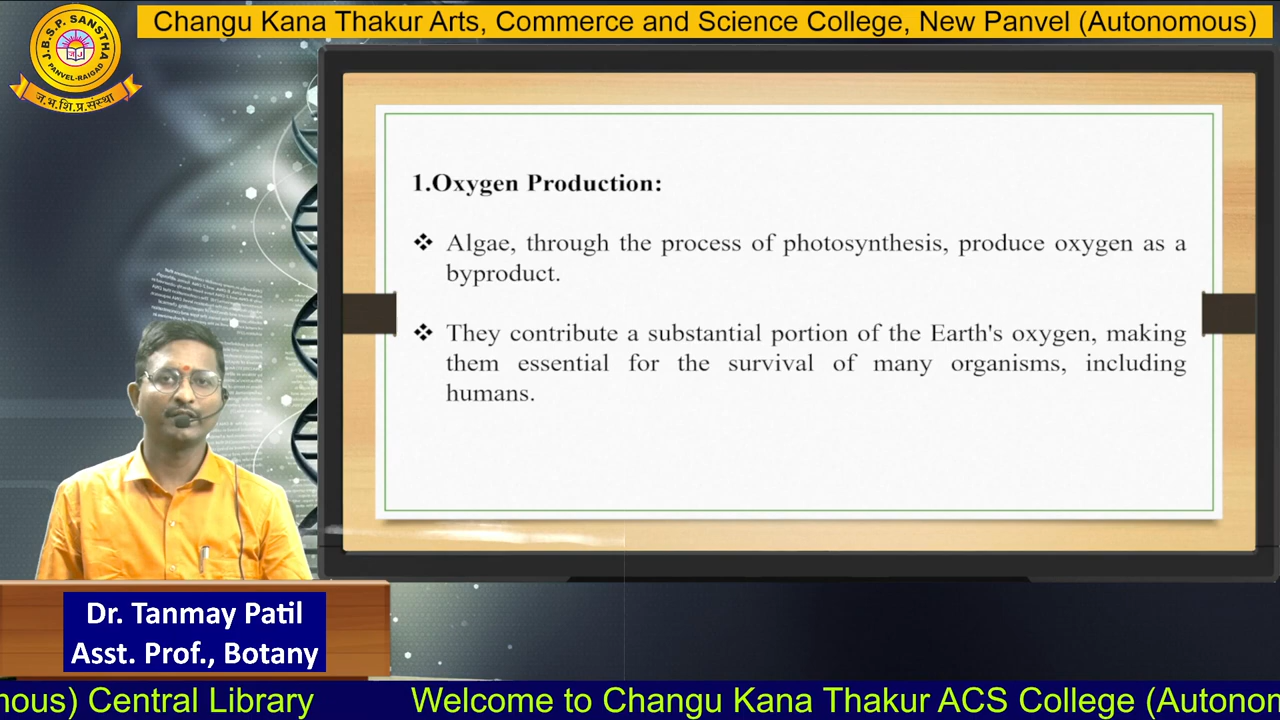 Changu Kana Thakur Arts, Commerce and Science College, New Panvel (Autonomous)
J.B.S.P. SANSTHA
PANVEL-RAIGAD
ज.भ.शि.प्र.संस्था
1.Oxygen Production:
❖ Algae, through the process of photosynthesis, produce oxygen as a
byproduct.
❖ They contribute a substantial portion of the Earth's oxygen, making
them essential for the survival of many organisms, including
humans.
Dr. Tanmay Patil
Asst. Prof., Botany
nous) Central Library Welcome to Changu Kana Thakur ACS College (Autonon